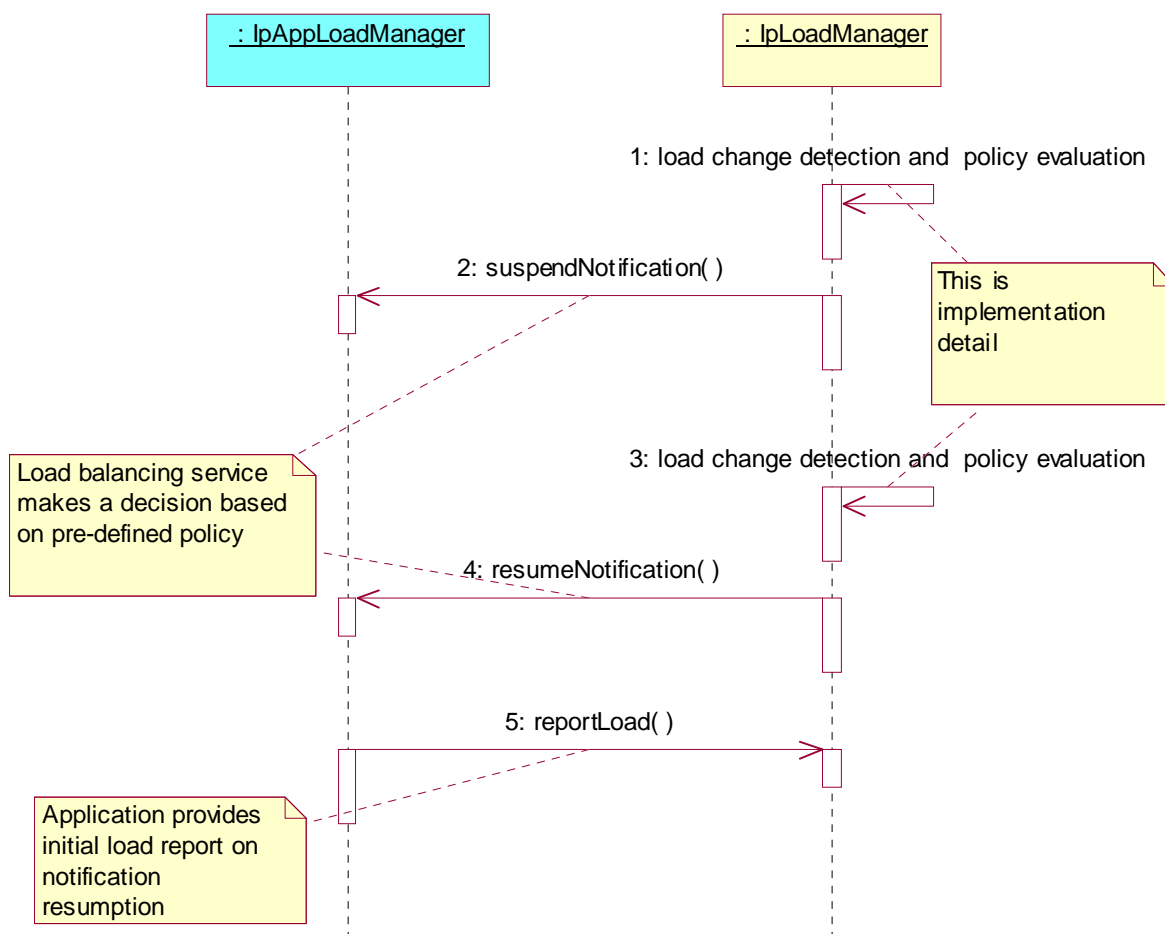 : IpAppLoadManager
: IpLoadManager
1: load change detection and policy evaluation
2: suspendNotification( )
This is
implementation
detail
3: load change detection and policy evaluation
Load balancing service
makes a decision based
on pre-defined policy
4: resumeNotification( )
5: reportLoad( )
Application provides
initial load report on
notification
resumption